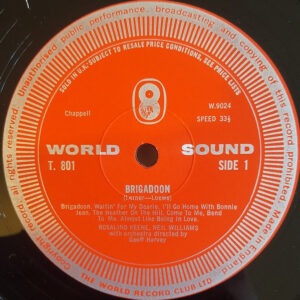 Unauthorised public performance, broadcasting and copying of this record prohibited.
SOLD IN U.K. SUBJECT TO RESALE PRICE CONDITIONS, SEE PRICE LISTS
Chappell
W.9024
SPEED 33⅓
WORLD SOUND
T. 801
SIDE 1
BRIGADOON
(Lerner—Loewe)
Brigadoon, Waitin' For My Dearie, I'll Go Home With Bonnie
Jean, The Heather On The Hill, Come To Me, Bend
To Me, Almost Like Being In Love.
ROSALIND KEENE, NEIL WILLIAMS
with orchestra directed by
Geoff Harvey
Copyright record all rights reserved.
THE WORLD RECORD CLUB LTD.
Made in England